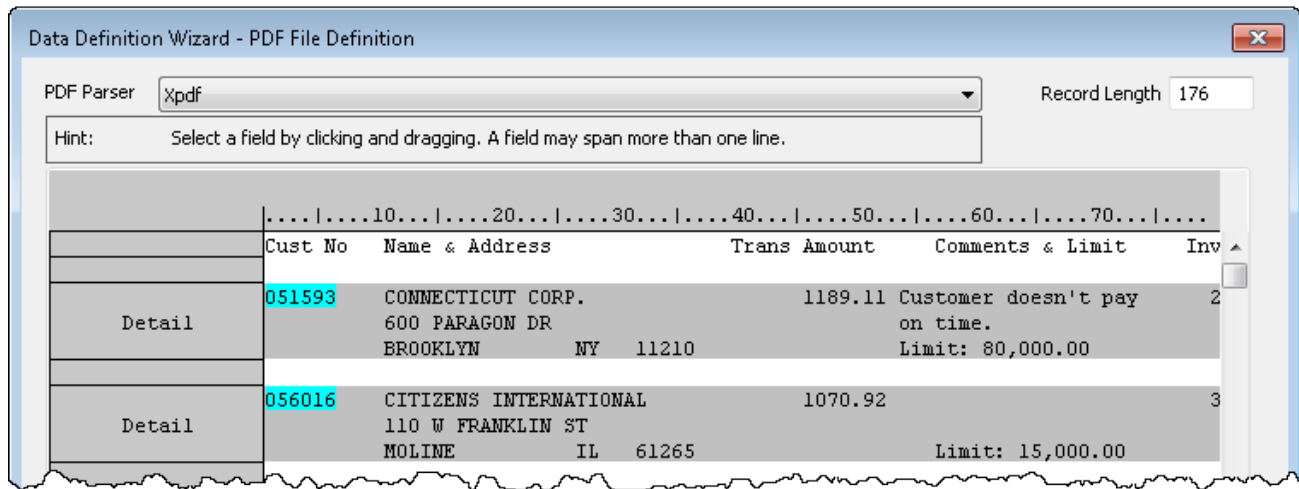 Data Definition Wizard - PDF File Definition
PDF Parser Xpdf Record Length 176
Hint: Select a field by clicking and dragging. A field may span more than one line.
|....|....10...|....20...|....30...|....40...|....50...|....60...|....70...|....
Cust No Name & Address Trans Amount Comments & Limit Inv
051593 CONNECTICUT CORP. 1189.11 Customer doesn't pay 2
Detail 600 PARAGON DR on time.
BROOKLYN NY 11210 Limit: 80,000.00
056016 CITIZENS INTERNATIONAL 1070.92 3
Detail 110 W FRANKLIN ST
MOLINE IL 61265 Limit: 15,000.00